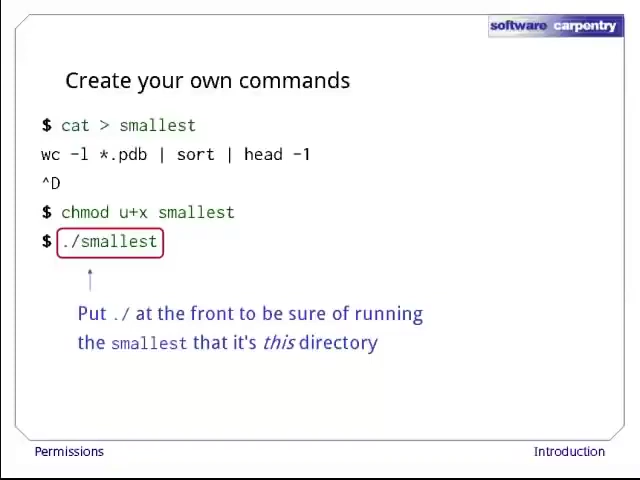 software carpentry
Create your own commands
$ cat > smallest
wc -l *.pdb | sort | head -1
^D
$ chmod u+x smallest
$ ./smallest
Put ./ at the front to be sure of running
the smallest that it's this directory
Permissions
Introduction